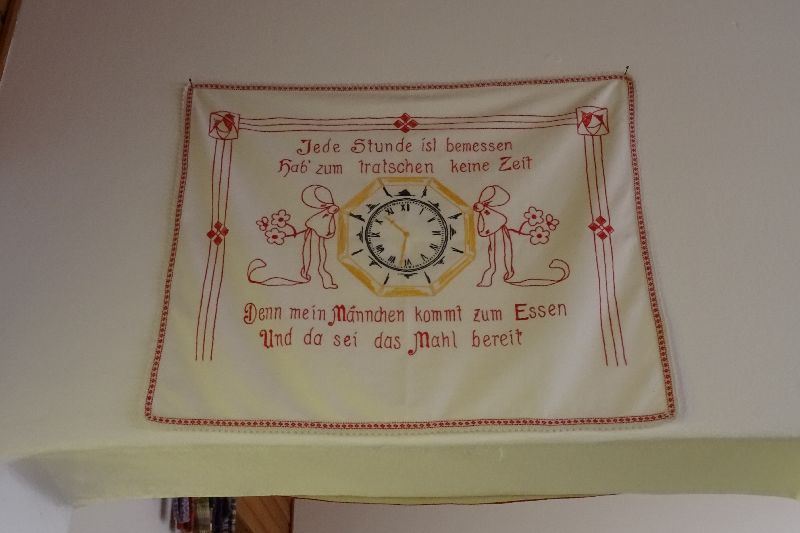 Jede Stunde ist bemessen
Hab' zum tratschen keine Zeit
Denn mein Männchen kommt zum Essen
Und da sei das Mahl bereit